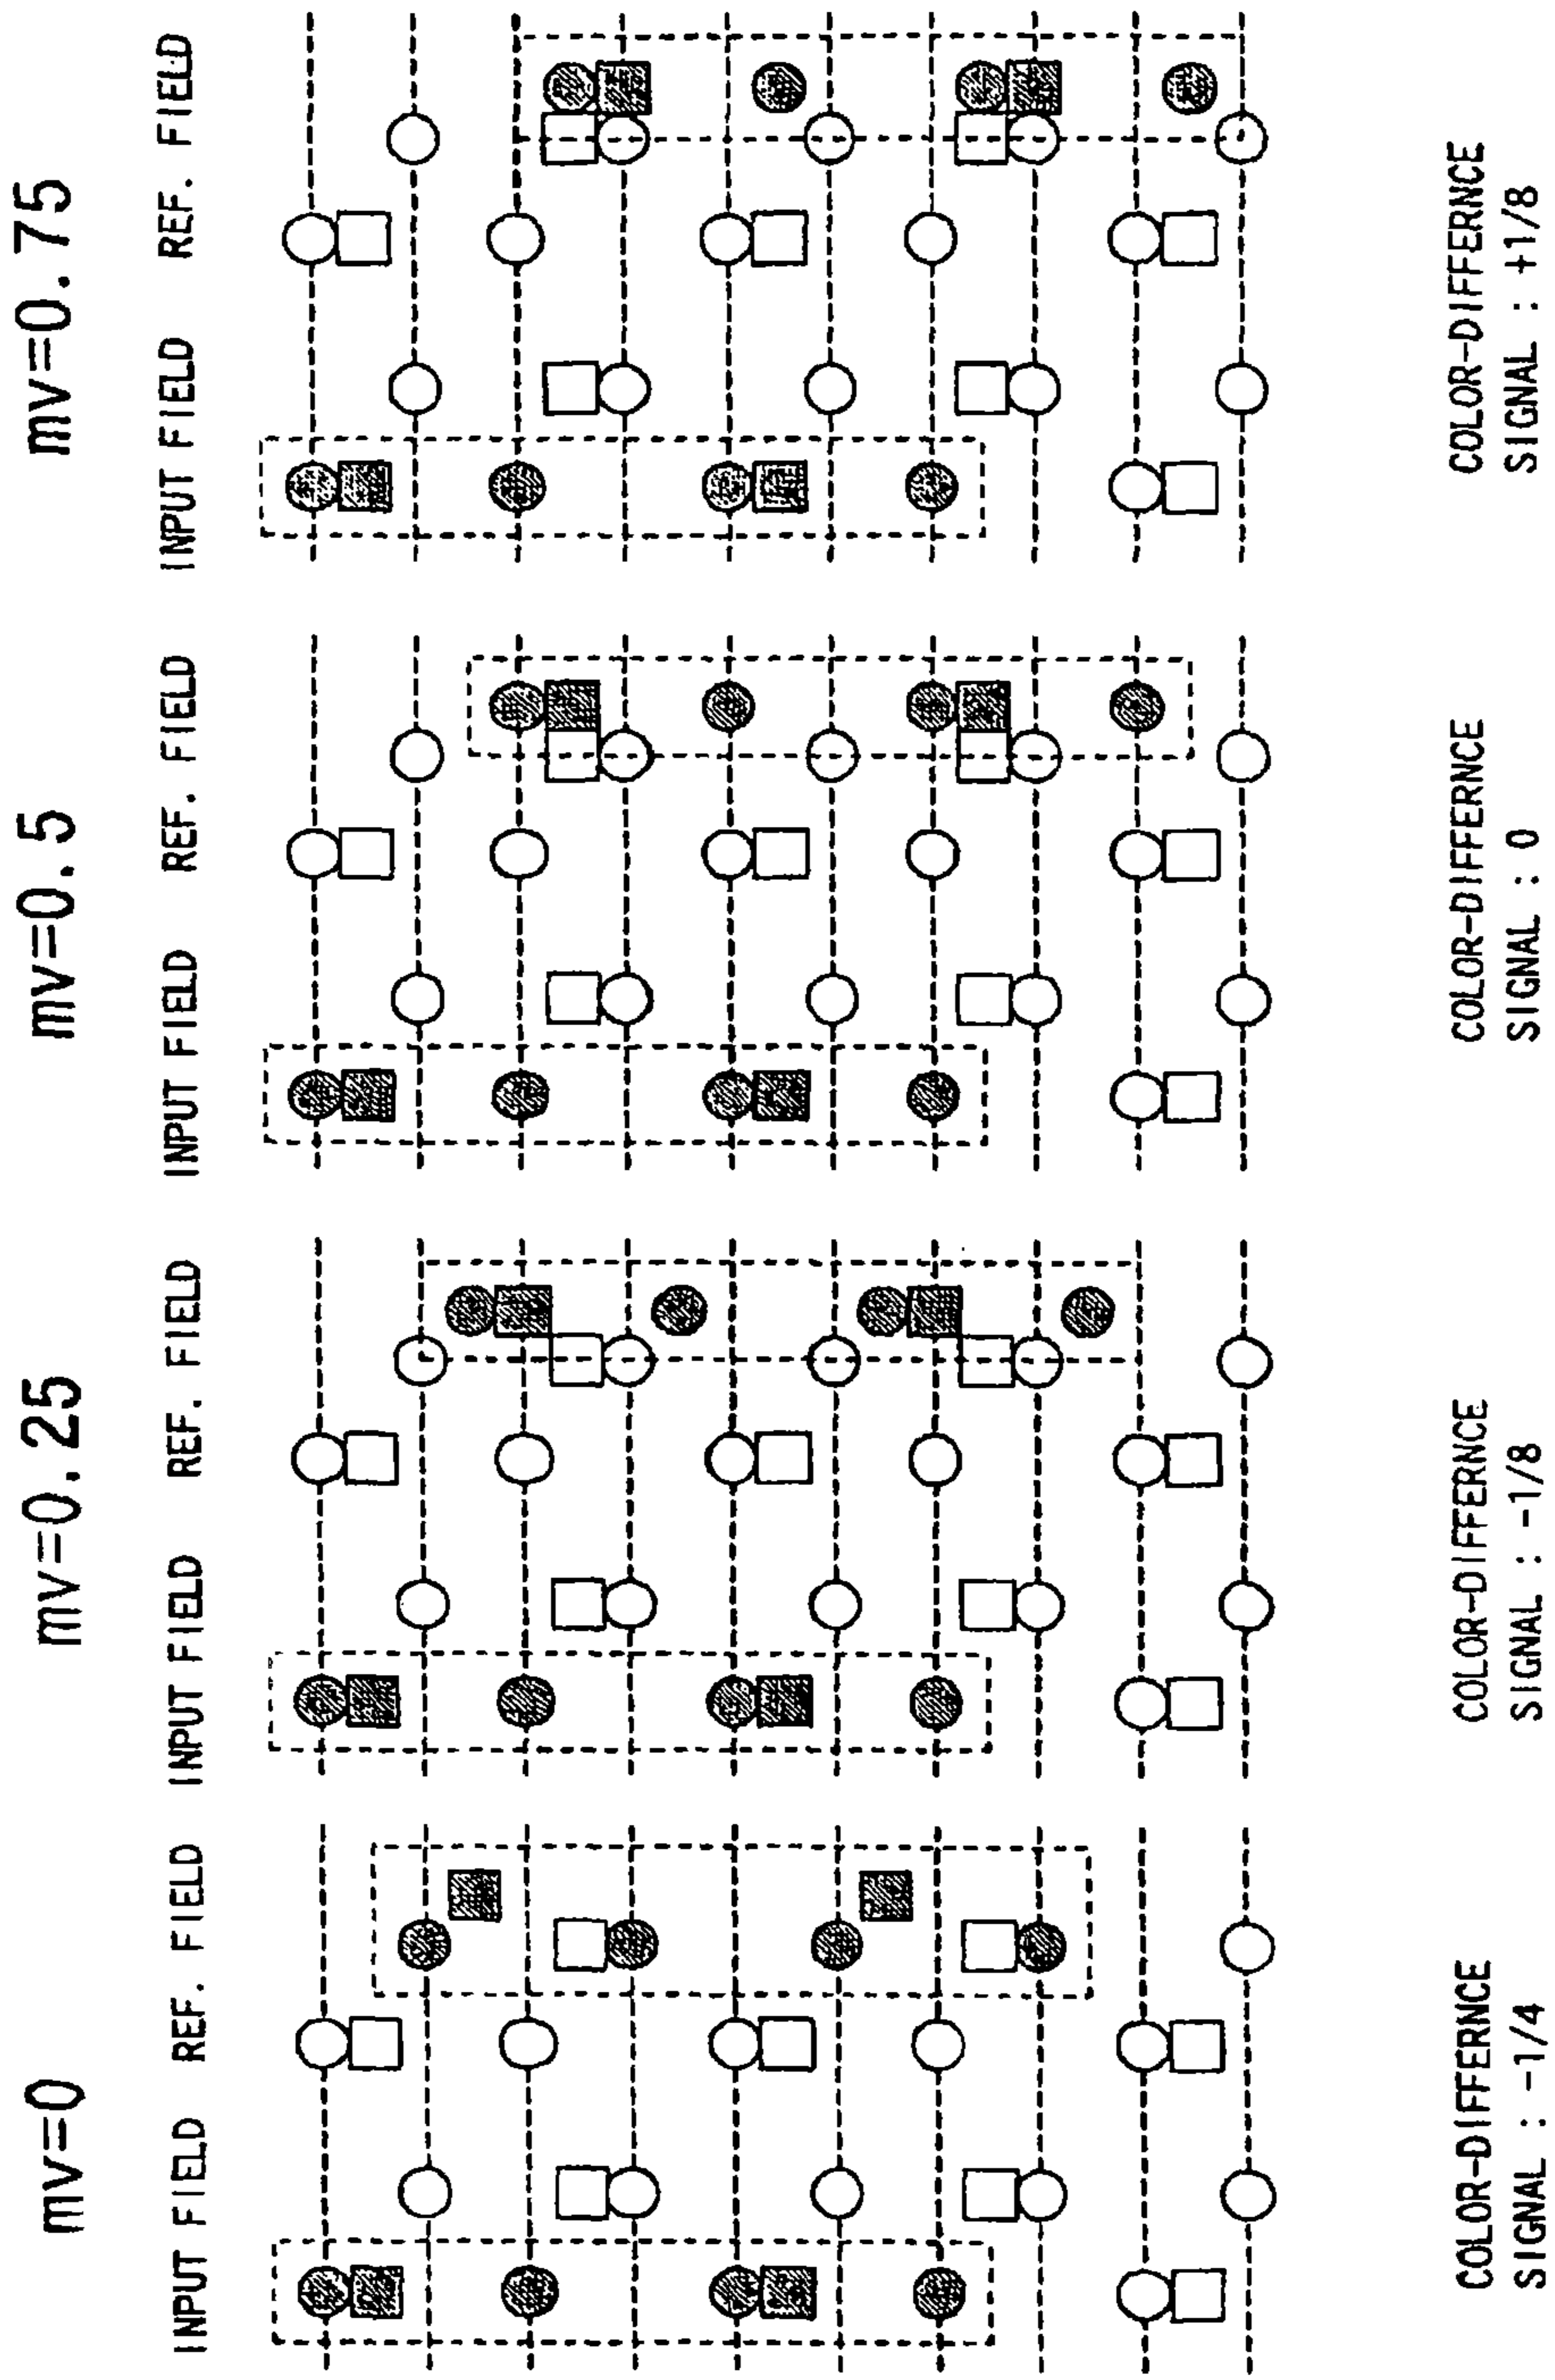 mv=0
mv=0.25
mv=0.5
mv=0.75
INPUT FIELD REF. FIELD
INPUT FIELD REF. FIELD
INPUT FIELD REF. FIELD
INPUT FIELD REF. FIELD
COLOR-DIFFERNCE
SIGNAL : -1/4
COLOR-DIFFERNCE
SIGNAL : -1/8
COLOR-DIFFERNCE
SIGNAL : 0
COLOR-DIFFERNCE
SIGNAL : +1/8